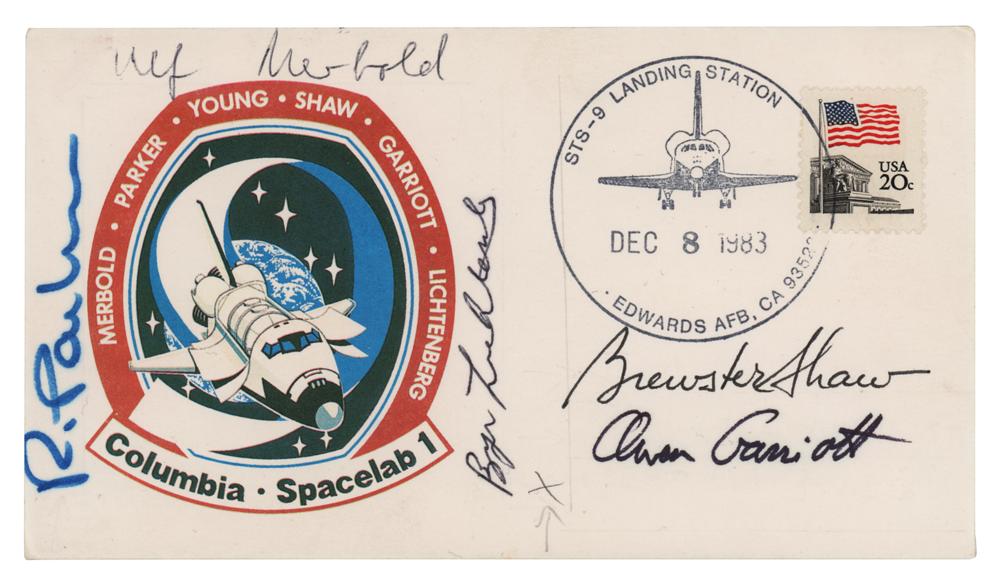 Ulf Merbold
MERBOLD · PARKER · YOUNG · SHAW · GARRIOTT · LICHTENBERG
Columbia · Spacelab 1
R. Parker
Byron Lichtenberg
STS-9 LANDING STATION
DEC 8 1983
· EDWARDS AFB, CA 93523
USA
20c
Brewster Shaw
Owen Garriott